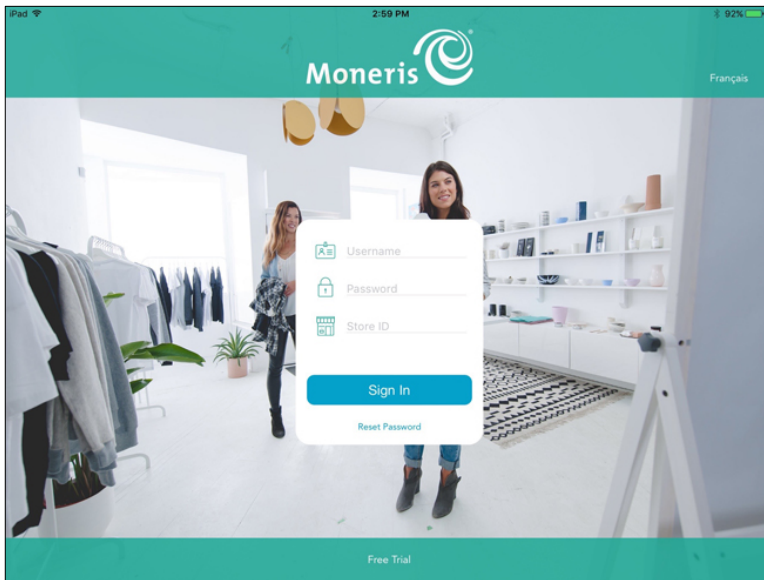 iPad
2:59 PM
92%
Moneris
Français
Username
Password
Store ID
Sign In
Reset Password
Free Trial